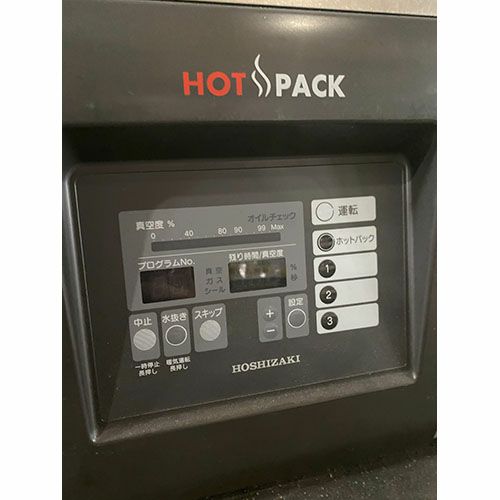 HOT PACK
真空度 %
オイルチェック
0 40 80 90 99 Max
プログラムNo.
残り時間/真空度
真空
ガス
シール
%
秒
運転
ホットパック
1
2
3
中止
水抜き
スキップ
+
−
設定
一時停止
長押し
暖気運転
長押し
HOSHIZAKI